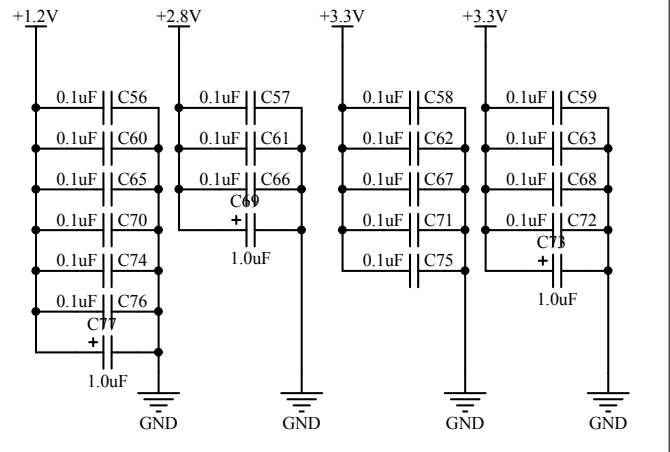 +1.2V
+2.8V
+3.3V
+3.3V
0.1uF C56
0.1uF C57
0.1uF C58
0.1uF C59
0.1uF C60
0.1uF C61
0.1uF C62
0.1uF C63
0.1uF C65
0.1uF C66
0.1uF C67
0.1uF C68
C69
+
1.0uF
0.1uF C70
0.1uF C71
0.1uF C72
C73
+
1.0uF
0.1uF C74
0.1uF C75
0.1uF C76
C77
+
1.0uF
GND
GND
GND
GND